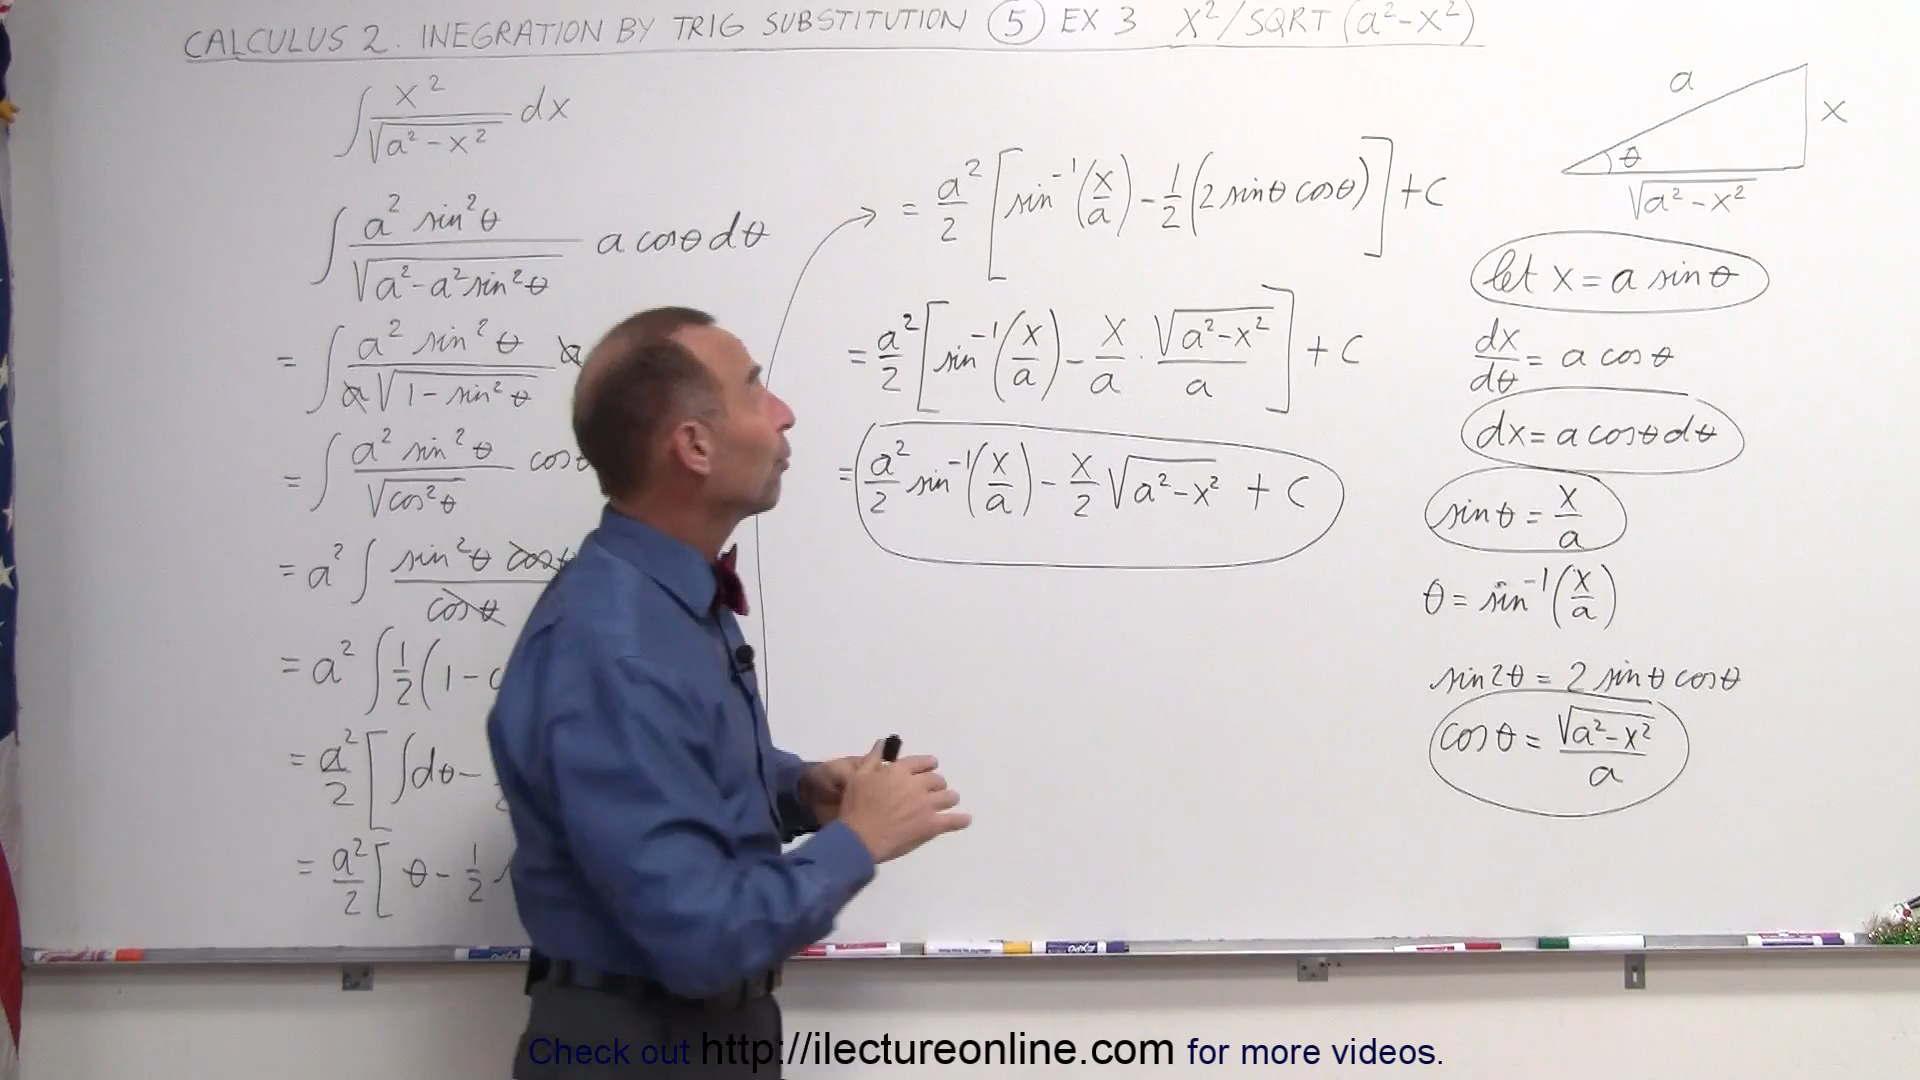 CALCULUS 2. INEGRATION BY TRIG SUBSTITUTION (5) EX 3 X²/SQRT (a²-X²)
∫ x²/√(a²-x²) dx
∫ a² sin²θ/√(a²-a²sin²θ) a cosθ dθ
= ∫ a² sin²θ/(a√(1-sin²θ)) a
= ∫ a² sin²θ/√(cos²θ) cosθ
= a² ∫ sin²θ cosθ/cosθ
= a² ∫ 1/2 (1-c
= a²/2 [∫dθ-
= a²/2 [θ - 1/2
= a²/2 [sin⁻¹(x/a) - 1/2 (2 sinθ cosθ)] + C
= a²/2 [sin⁻¹(x/a) - x/a · √(a²-x²)/a] + C
= a²/2 sin⁻¹(x/a) - x/2 √(a²-x²) + C
a
x
θ
√(a²-x²)
let x = a sinθ
dx/dθ = a cosθ
dx = a cosθ dθ
sinθ = x/a
θ = sin⁻¹(x/a)
sin2θ = 2 sinθ cosθ
cosθ = √(a²-x²)/a
EXPO
Check out http://ilectureonline.com for more videos.